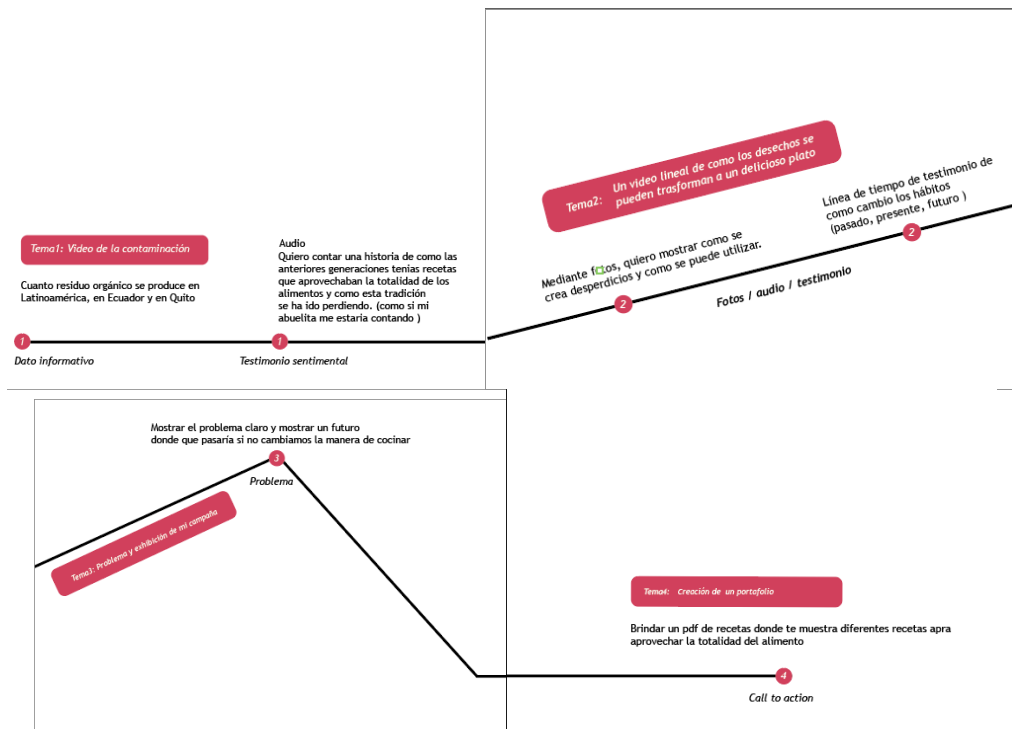 Tema1: Video de la contaminación
Cuanto residuo orgánico se produce en
Latinoamérica, en Ecuador y en Quito
1
Dato informativo
Audio
Quiero contar una historia de como las
anteriores generaciones tenias recetas
que aprovechaban la totalidad de los
alimentos y como esta tradición
se ha ido perdiendo. (como si mi
abuelita me estaria contando )
1
Testimonio sentimental
Tema2: Un video lineal de como los desechos se
pueden trasforman a un delicioso plato
Mediante fotos, quiero mostrar como se
crea desperdicios y como se puede utilizar.
2
Fotos / audio / testimonio
Línea de tiempo de testimonio de
como cambio los hábitos
(pasado, presente, futuro )
2
Mostrar el problema claro y mostrar un futuro
donde que pasaría si no cambiamos la manera de cocinar
3
Problema
Tema3: Problema y exhibición de mi campaña
Tema4: Creación de un portafolio
Brindar un pdf de recetas donde te muestra diferentes recetas apra
aprovechar la totalidad del alimento
4
Call to action